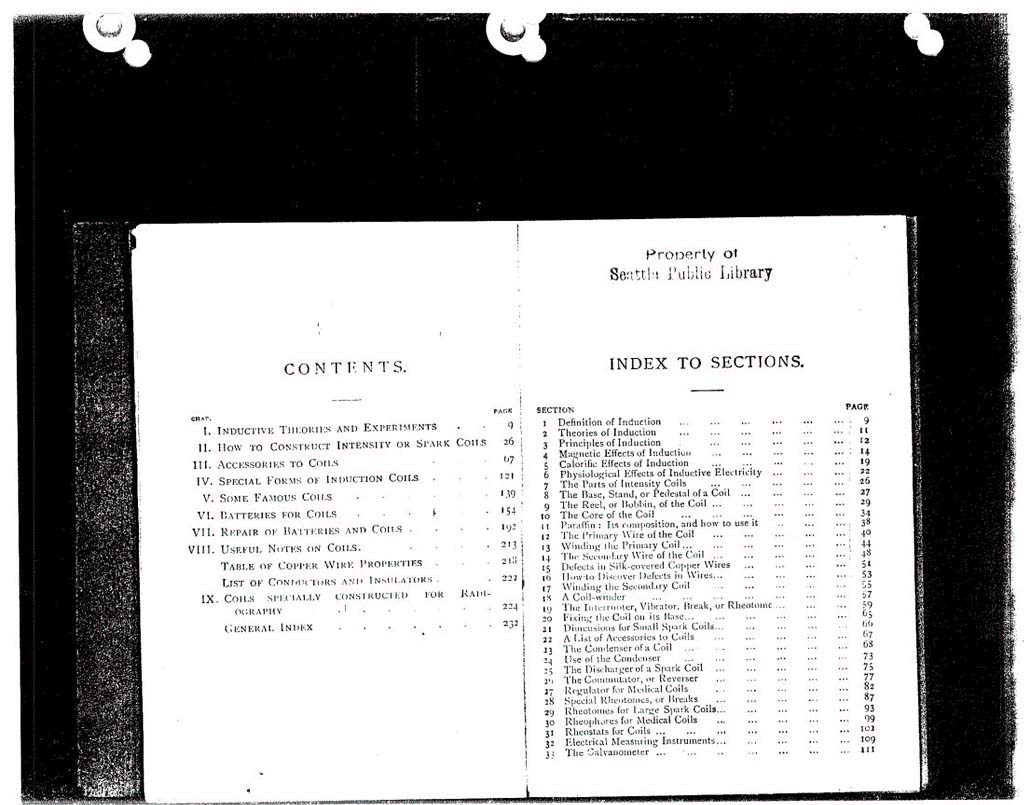 CONTENTS.
CHAP. PAGE
I. INDUCTIVE THEORIES AND EXPERIMENTS . . 9
II. HOW TO CONSTRUCT INTENSITY OR SPARK COILS 26
III. ACCESSORIES TO COILS . . . 67
IV. SPECIAL FORMS OF INDUCTION COILS . . . 121
V. SOME FAMOUS COILS . . . . . 139
VI. BATTERIES FOR COILS . . . . . 154
VII. REPAIR OF BATTERIES AND COILS . . . . 192
VIII. USEFUL NOTES ON COILS. . . . . 213
TABLE OF COPPER WIRE PROPERTIES . . . 218
LIST OF CONDUCTORS AND INSULATORS . . . 222
IX. COILS SPECIALLY CONSTRUCTED FOR RADI-
OGRAPHY . . . . . . 224
GENERAL INDEX . . . . . . . 232
Property of
Seattle Public Library
INDEX TO SECTIONS.
SECTION PAGE
1 Definition of Induction ... ... ... ... ... ... 9
2 Theories of Induction ... ... ... ... ... ... 11
3 Principles of Induction ... ... ... ... ... 12
4 Magnetic Effects of Induction ... ... ... ... ... 14
5 Calorific Effects of Induction ... ... ... ... ... 19
6 Physiological Effects of Inductive Electricity ... ... ... ... 22
7 The Parts of Intensity Coils ... ... ... ... ... 26
8 The Base, Stand, or Pedestal of a Coil ... ... ... ... ... 27
9 The Reel, or Bobbin, of the Coil ... ... ... ... ... 29
10 The Core of the Coil ... ... ... ... ... ... 34
11 Paraffin: Its composition, and how to use it ... ... ... 38
12 The Primary Wire of the Coil ... ... ... ... ... 40
13 Winding the Primary Coil ... ... ... ... ... ... 44
14 The Secondary Wire of the Coil ... ... ... ... ... 48
15 Defects in Silk-covered Copper Wires ... ... ... ... 51
16 How to Discover Defects in Wires... ... ... ... ... 53
17 Winding the Secondary Coil ... ... ... ... ... 55
18 A Coil-winder ... ... ... ... ... ... 57
19 The Interrupter, Vibrator, Break, or Rheotome ... ... ... 59
20 Fixing the Coil on its Base... ... ... ... ... ... 65
21 Dimensions for Small Spark Coils... ... ... ... ... 66
22 A List of Accessories to Coils ... ... ... ... ... 67
23 The Condenser of a Coil ... ... ... ... ... ... 68
24 Use of the Condenser ... ... ... ... ... ... 73
25 The Discharger of a Spark Coil ... ... ... ... ... 75
26 The Commutator, or Reverser ... ... ... ... ... 77
27 Regulator for Medical Coils ... ... ... ... ... 82
28 Special Rheotomes, or Breaks ... ... ... ... ... 87
29 Rheotomes for Large Spark Coils... ... ... ... ... 93
30 Rheophores for Medical Coils ... ... ... ... ... 99
31 Rheostats for Coils ... ... ... ... ... ... ... 102
32 Electrical Measuring Instruments... ... ... ... ... 109
33 The Galvanometer ... ... ... ... ... ... ... 111